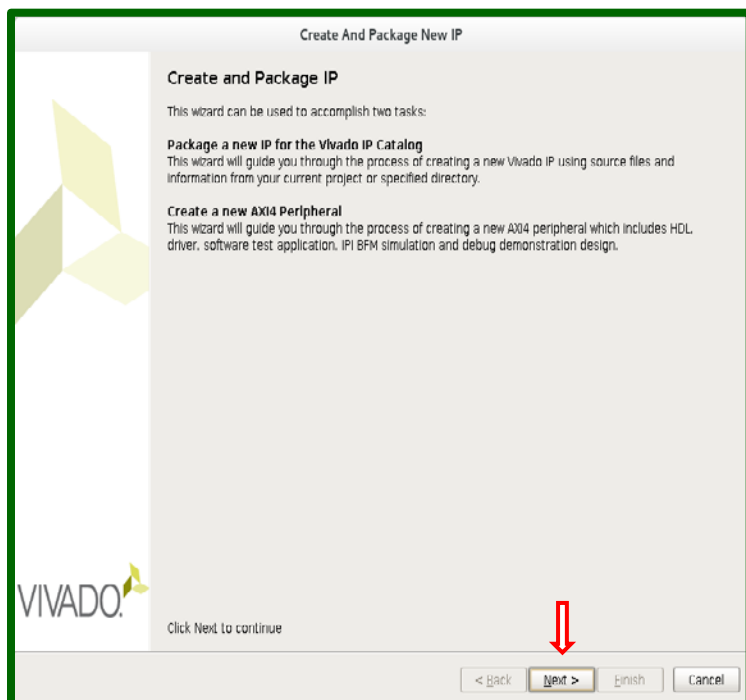 Create And Package New IP
Create and Package IP
This wizard can be used to accomplish two tasks:
Package a new IP for the Vivado IP Catalog
This wizard will guide you through the process of creating a new Vivado IP using source files and
information from your current project or specified directory.
Create a new AXI4 Peripheral
This wizard will guide you through the process of creating a new AXI4 peripheral which includes HDL,
driver, software test application, IPI BFM simulation and debug demonstration design.
VIVADO.
Click Next to continue
< Back Next > Finish Cancel